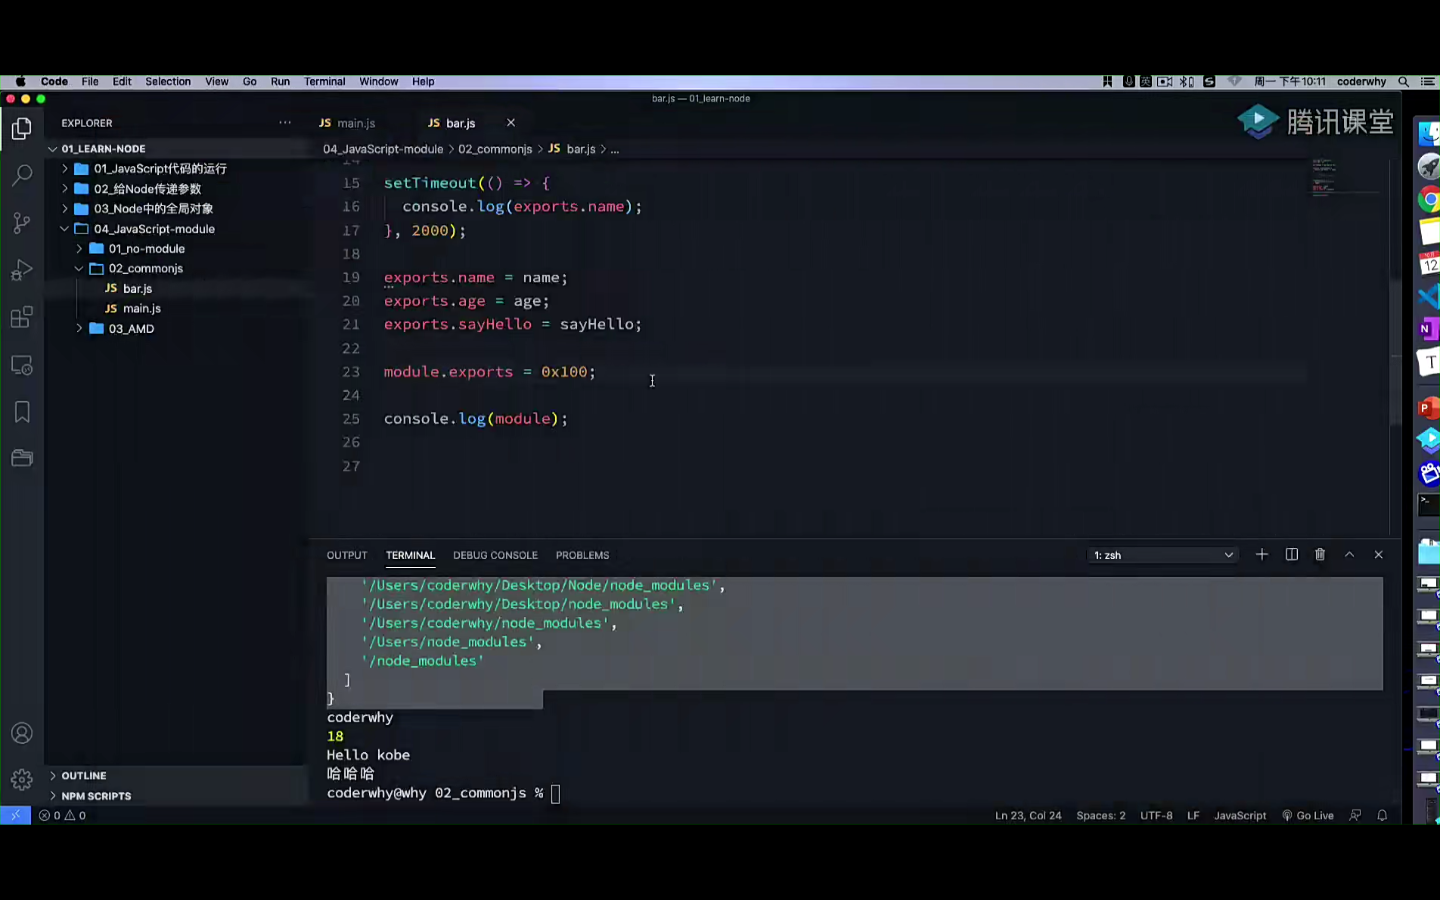 Code File Edit Selection View Go Run Terminal Window Help
英 周一 下午10:11 coderwhy
bar.js — 01_learn-node
腾讯课堂
EXPLORER
01_LEARN-NODE
01_JavaScript代码的运行
02_给Node传递参数
03_Node中的全局对象
04_JavaScript-module
01_no-module
02_commonjs
bar.js
main.js
03_AMD
OUTLINE
NPM SCRIPTS
JS main.js JS bar.js
04_JavaScript-module > 02_commonjs > JS bar.js > ...
14
15 setTimeout(() => {
16 console.log(exports.name);
17 }, 2000);
18
19 exports.name = name;
20 exports.age = age;
21 exports.sayHello = sayHello;
22
23 module.exports = 0x100;
24
25 console.log(module);
26
27
OUTPUT TERMINAL DEBUG CONSOLE PROBLEMS 1: zsh
'/Users/coderwhy/Desktop/Node/node_modules',
'/Users/coderwhy/Desktop/node_modules',
'/Users/coderwhy/node_modules',
'/Users/node_modules',
'/node_modules'
]
}
coderwhy
18
Hello kobe
哈哈哈
coderwhy@why 02_commonjs %
0 0 Ln 23, Col 24 Spaces: 2 UTF-8 LF JavaScript Go Live
12
N
T
P